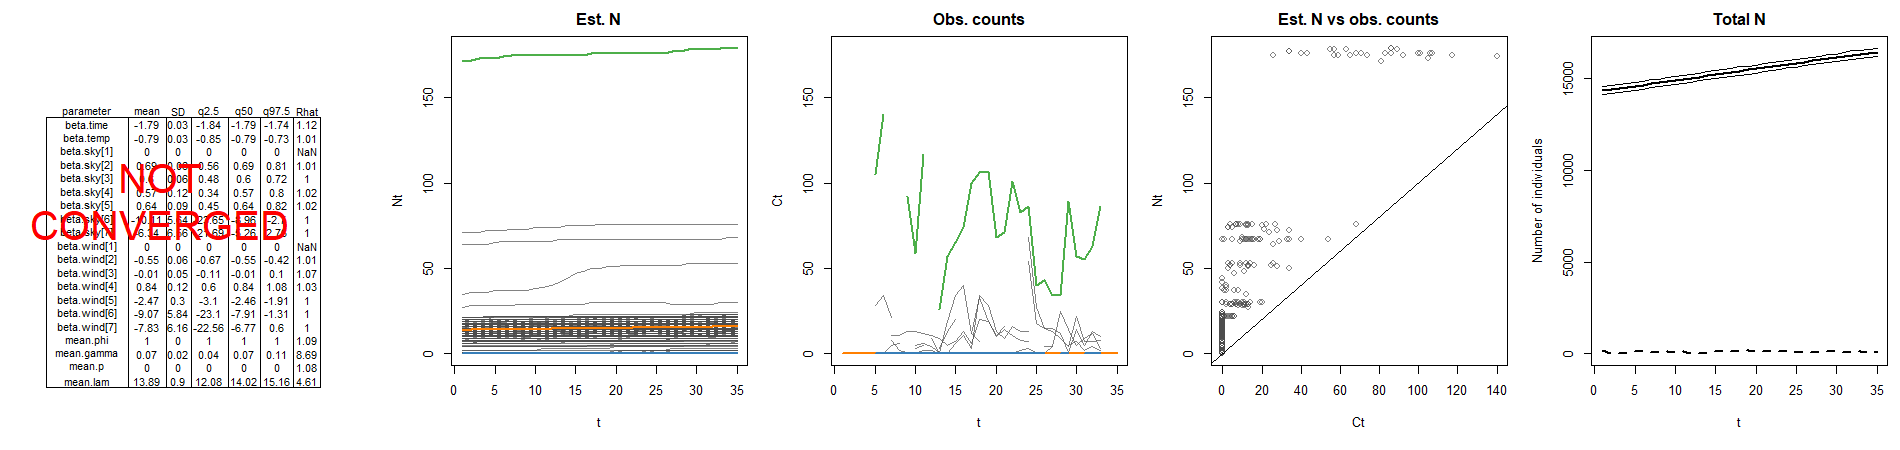 parameter mean SD q2.5 q50 q97.5 Rhat
beta.time -1.79 0.03 -1.84 -1.79 -1.74 1.12
beta.temp -0.79 0.03 -0.85 -0.79 -0.73 1.01
beta.sky[1] 0 0 0 0 0 NaN
beta.sky[2] 0.69 0.56 0.69 0.81 1.01
beta.sky[3] 0.06 0.48 0.6 0.72 1
beta.sky[4] 0.57 0.12 0.34 0.57 0.8 1.02
beta.sky[5] 0.64 0.09 0.45 0.64 0.82 1.02
beta.sky[6] 1
beta.sky[7] 1
NOT
CONVERGED
beta.wind[1] 0 0 0 0 0 NaN
beta.wind[2] -0.55 0.06 -0.67 -0.55 -0.42 1.01
beta.wind[3] -0.01 0.05 -0.11 -0.01 0.1 1.07
beta.wind[4] 0.84 0.12 0.6 0.84 1.08 1.03
beta.wind[5] -2.47 0.3 -3.1 -2.46 -1.91 1
beta.wind[6] -9.07 5.84 -23.1 -7.91 -1.31 1
beta.wind[7] -7.83 6.16 -22.56 -6.77 0.6 1
mean.phi 1 0 1 1 1 1.09
mean.gamma 0.07 0.02 0.04 0.07 0.11 8.69
mean.p 0 0 0 0 0 1.08
mean.lam 13.89 0.9 12.08 14.02 15.16 4.61
Est. N
Nt
0 50 100 150
0 5 10 15 20 25 30 35
t
Obs. counts
Ct
0 50 100 150
0 5 10 15 20 25 30 35
t
Est. N vs obs. counts
Nt
0 50 100 150
0 20 40 60 80 100 120 140
Ct
Total N
Number of individuals
0 5000 10000 15000
0 5 10 15 20 25 30 35
t